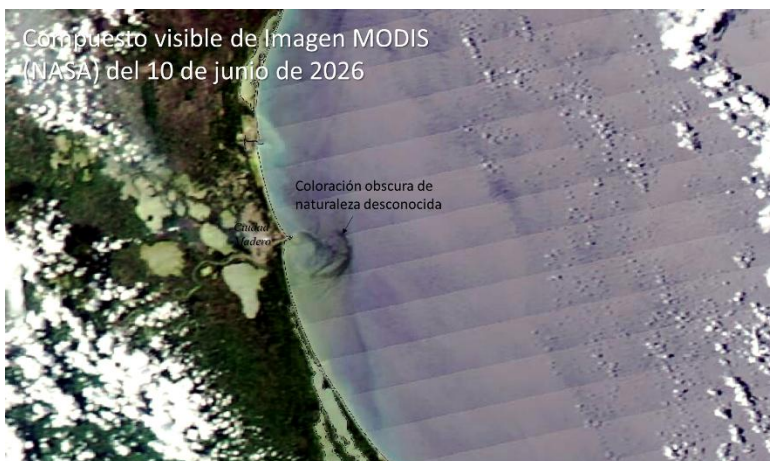 Compuesto visible de Imagen MODIS
(NASA) del 10 de junio de 2026
Coloración obscura de
naturaleza desconocida
Ciudad
Madero